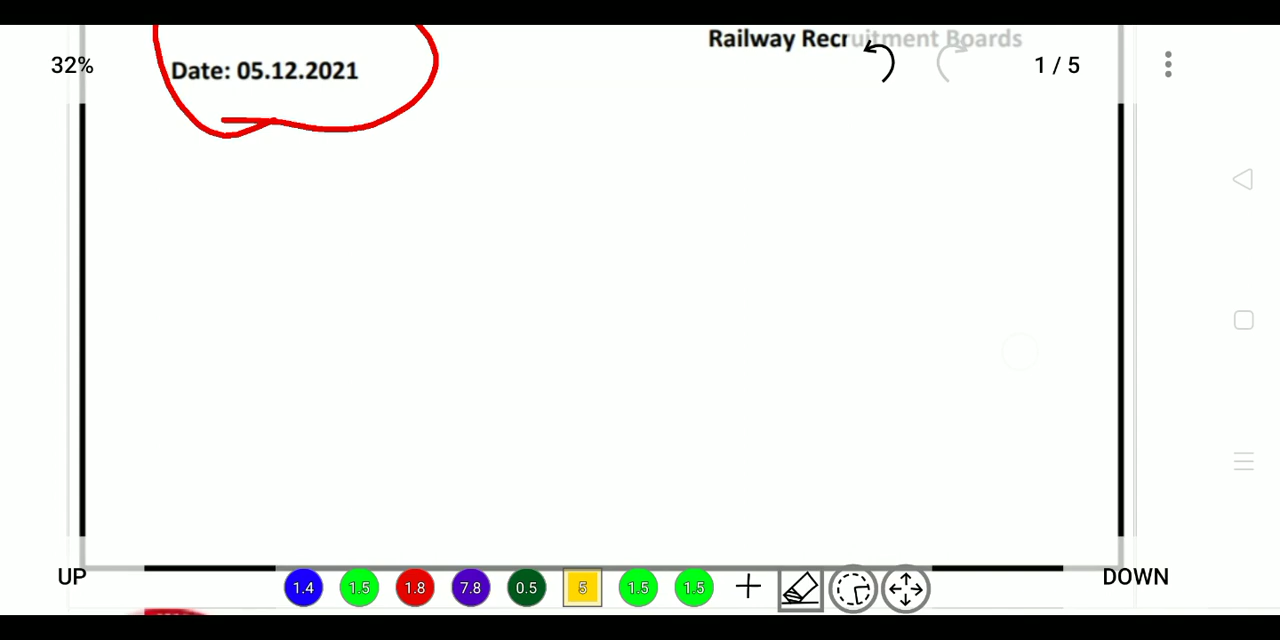 Railway Recruitment Boards
32%
Date: 05.12.2021
1 / 5
UP
1.4
1.5
1.8
7.8
0.5
5
1.5
1.5
DOWN